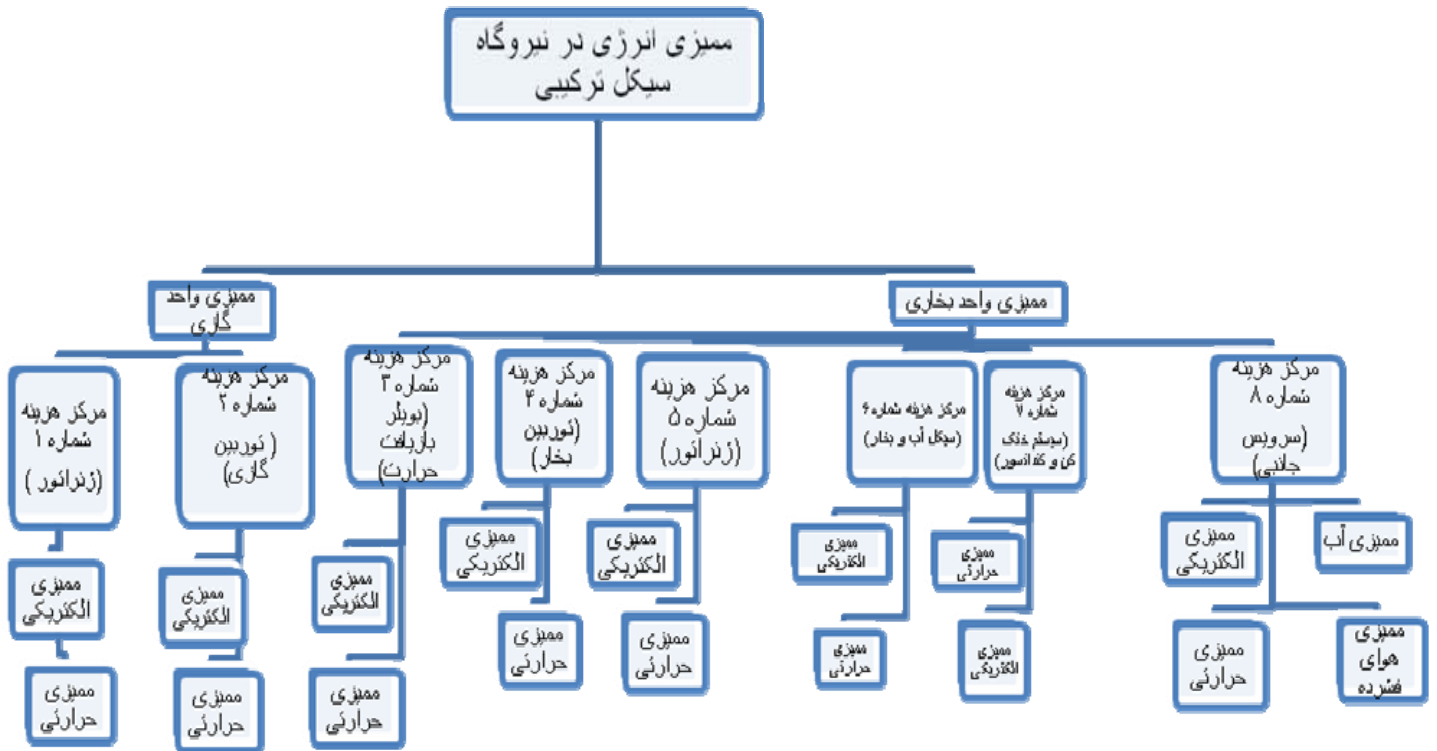 ممیزی انرژی در نیروگاه
سیکل ترکیبی
ممیزی واحد بخاری
ممیزی واحد
گازی
مرکز هزینه
شماره ۸
(سرویس
جانبی)
مرکز هزینه
شماره ۷
(سیستم خنک
کن و کندانسور)
مرکز هزینه شماره ۶
(سیکل آب و بخار)
مرکز هزینه
شماره ۵
(ژنراتور)
مرکز هزینه
شماره ۴
(توربین
بخار)
مرکز هزینه
شماره ۳
(بویلر
بازیافت
حرارت)
مرکز هزینه
شماره ۲
( توربین
گازی)
مرکز هزینه
شماره ۱
(ژنراتور )
ممیزی آب
ممیزی
الکتریکی
ممیزی
هوای
فشرده
ممیزی
حرارتی
ممیزی
حرارتی
ممیزی
الکتریکی
ممیزی
الکتریکی
ممیزی
حرارتی
ممیزی
الکتریکی
ممیزی
حرارتی
ممیزی
الکتریکی
ممیزی
حرارتی
ممیزی
الکتریکی
ممیزی
حرارتی
ممیزی
الکتریکی
ممیزی
حرارتی
ممیزی
الکتریکی
ممیزی
حرارتی